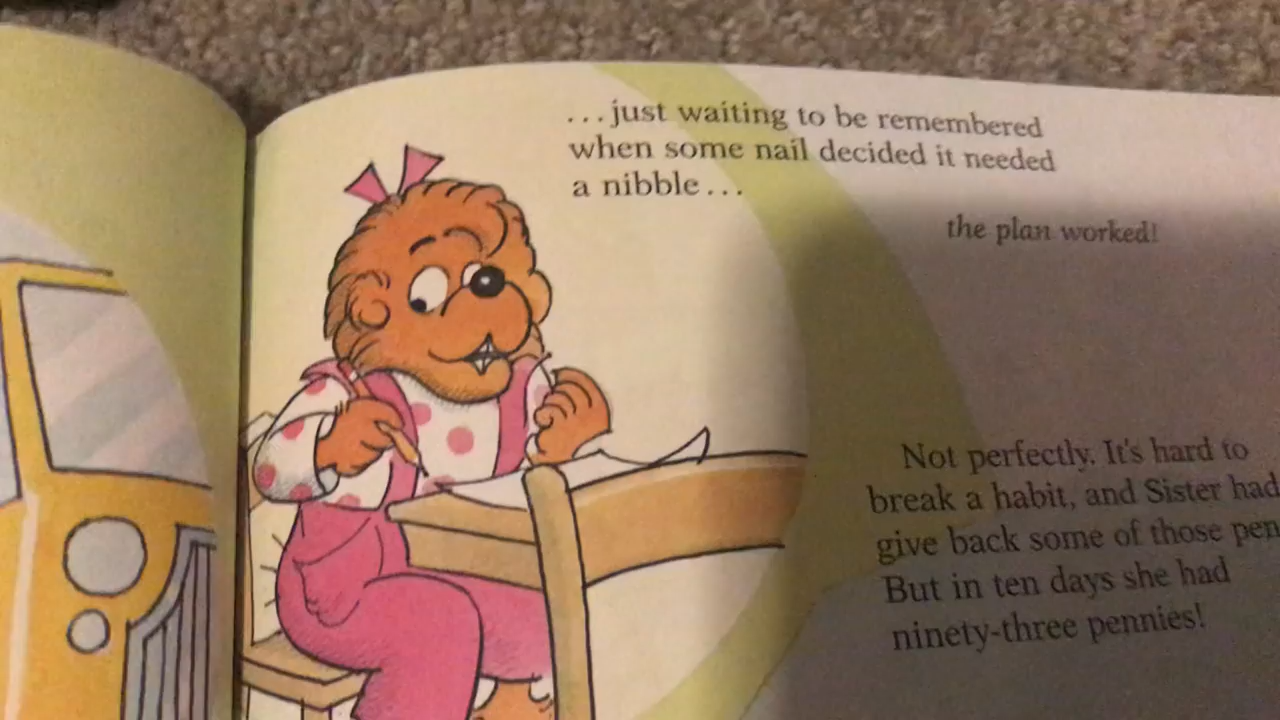 ...just waiting to be remembered
when some nail decided it needed
a nibble...
the plan worked!
Not perfectly. It's hard to
break a habit, and Sister had
give back some of those pen
But in ten days she had
ninety-three pennies!